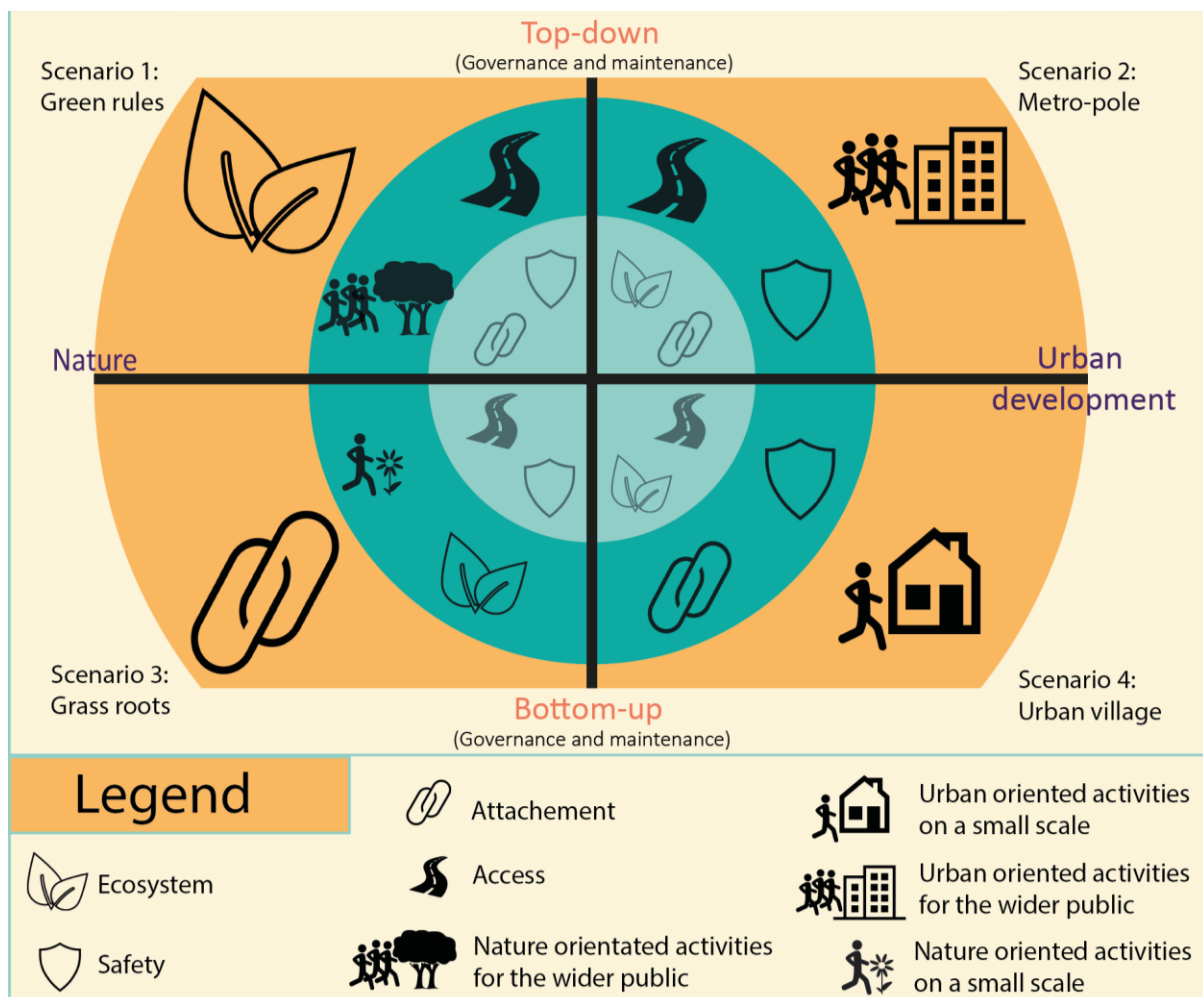 Top-down
(Governance and maintenance)
Scenario 1:
Green rules
Scenario 2:
Metro-pole
Nature
Urban
development
Scenario 3:
Grass roots
Scenario 4:
Urban village
Bottom-up
(Governance and maintenance)
Legend
Ecosystem
Safety
Attachement
Access
Nature orientated activities
for the wider public
Urban oriented activities
on a small scale
Urban oriented activities
for the wider public
Nature oriented activities
on a small scale